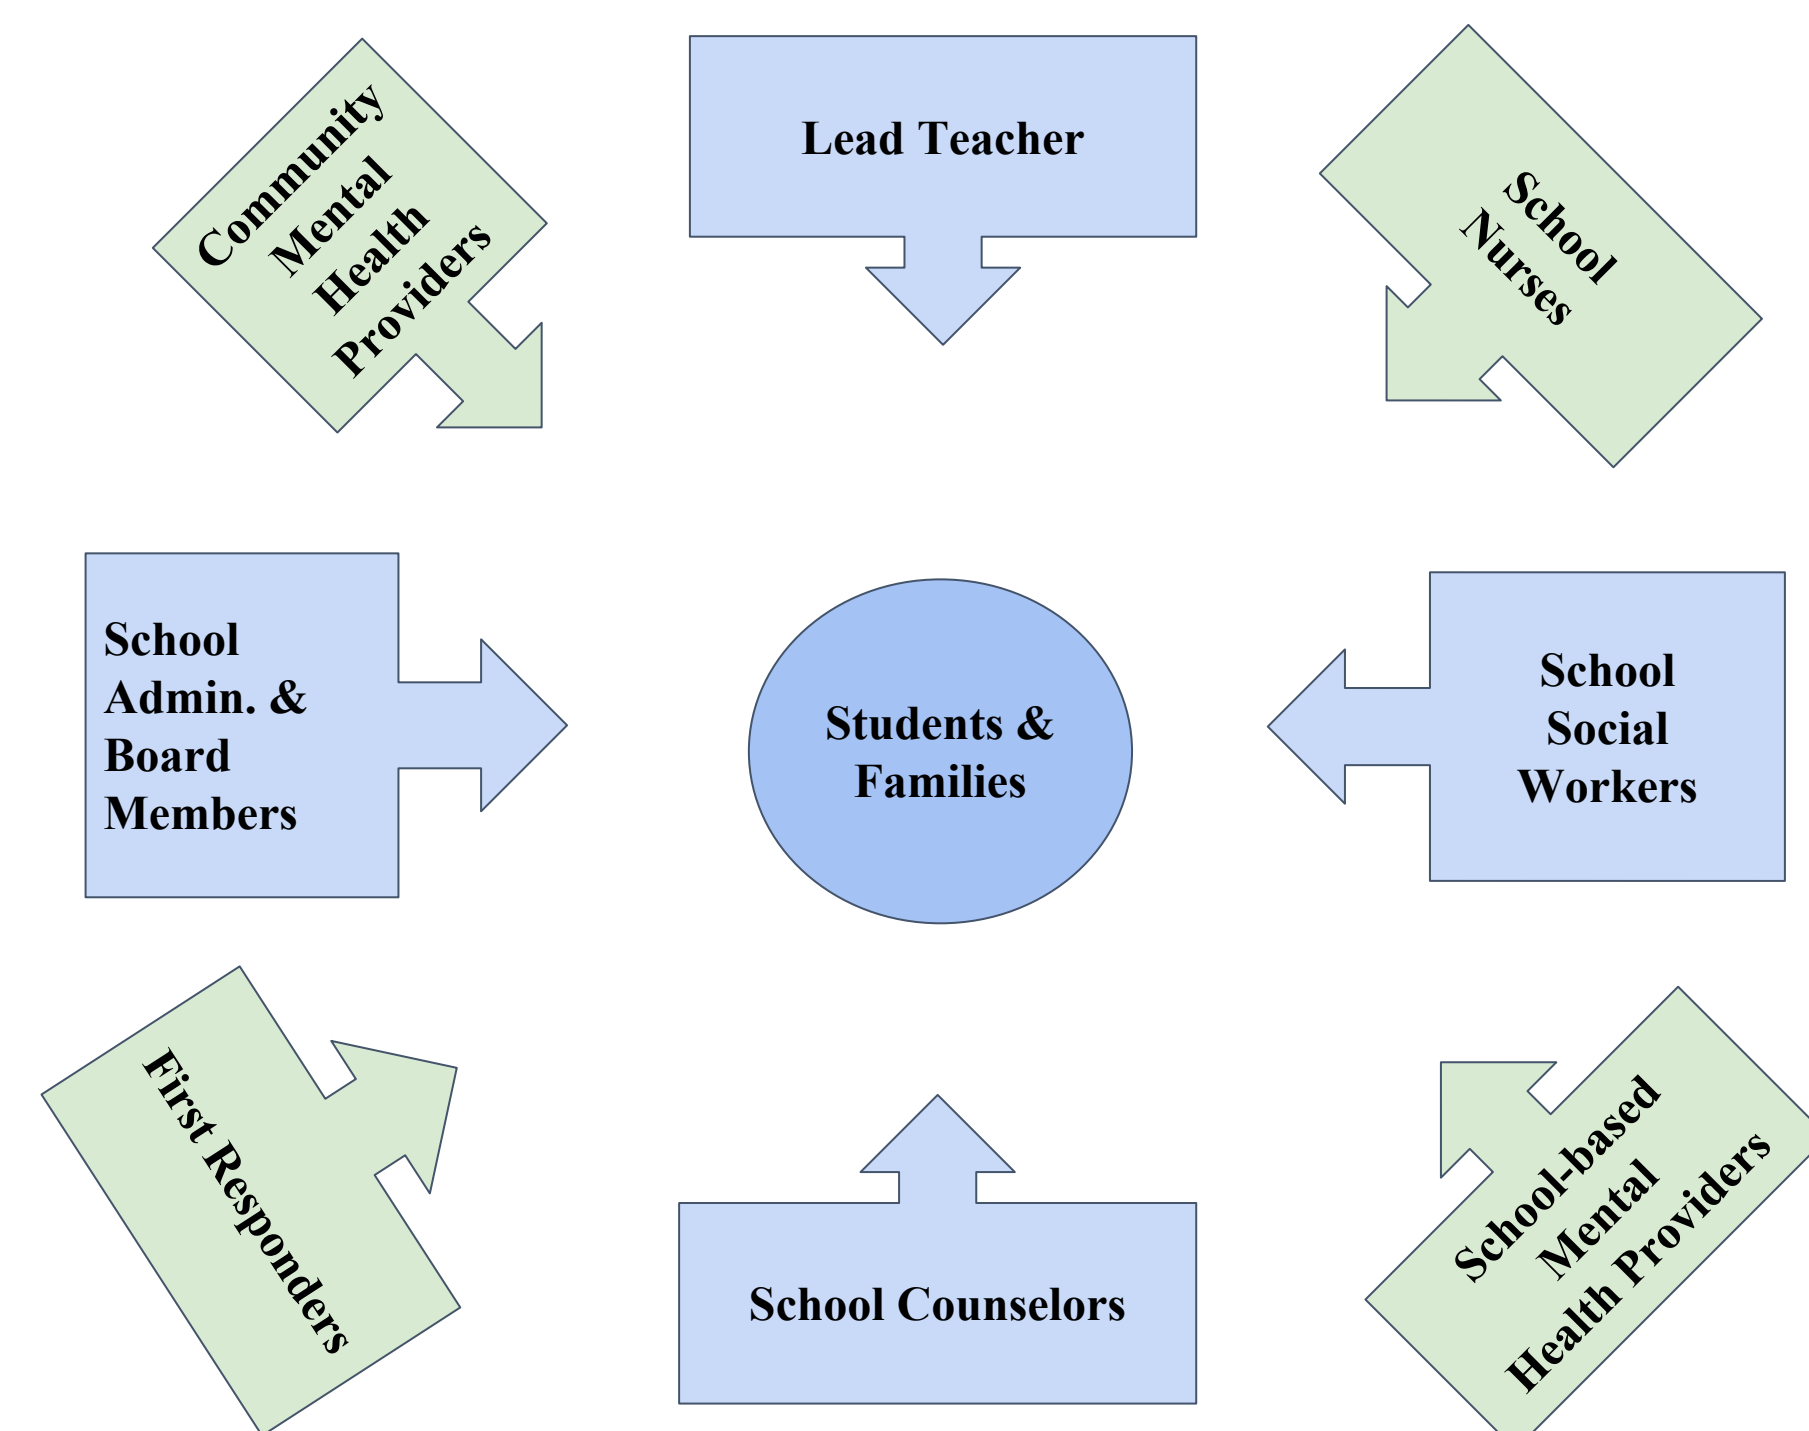 Community
Mental
Health
Providers
Lead Teacher
School
Nurses
School
Admin. &
Board
Members
Students &
Families
School
Social
Workers
First Responders
School Counselors
School-based
Mental
Health Providers